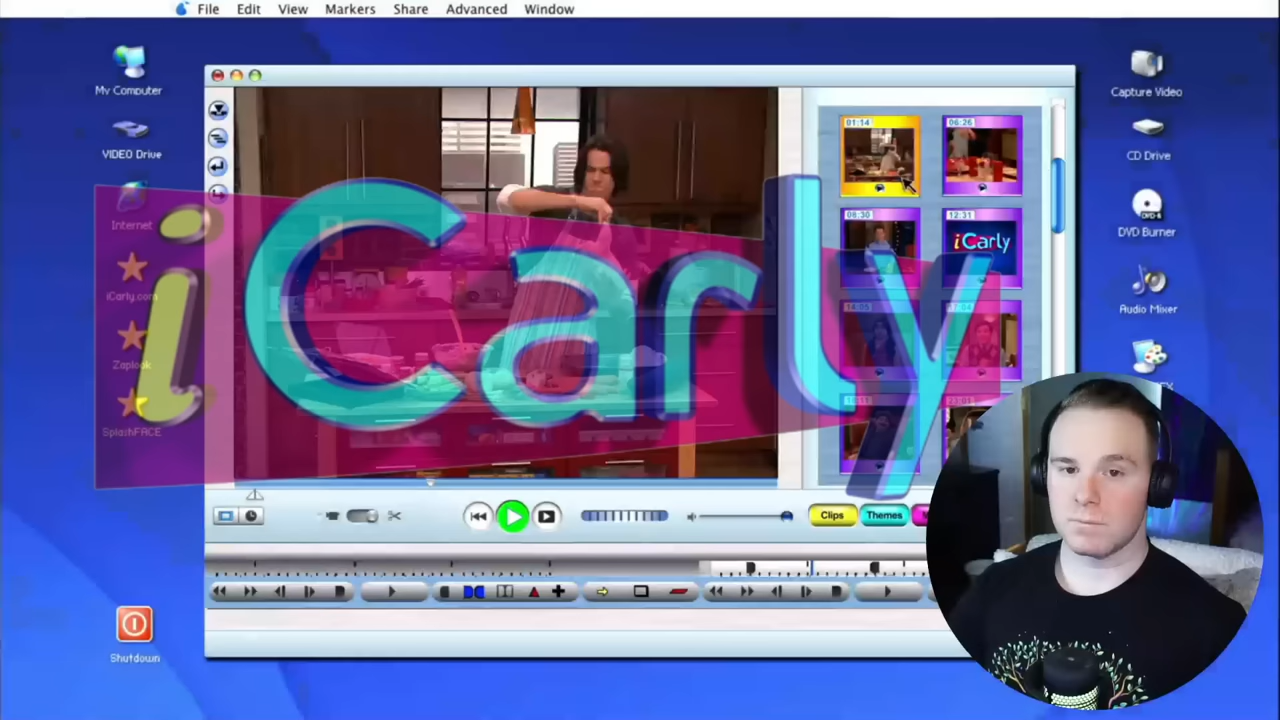 File Edit View Markers Share Advanced Window
My Computer
VIDEO Drive
Internet
iCarly.com
Zaplook
SplashFACE
Shutdown
iCarly
01:14
06:26
08:30
12:31
iCarly
Clips
Themes
Capture Video
CD Drive
DVD-R
DVD Burner
Audio Mixer